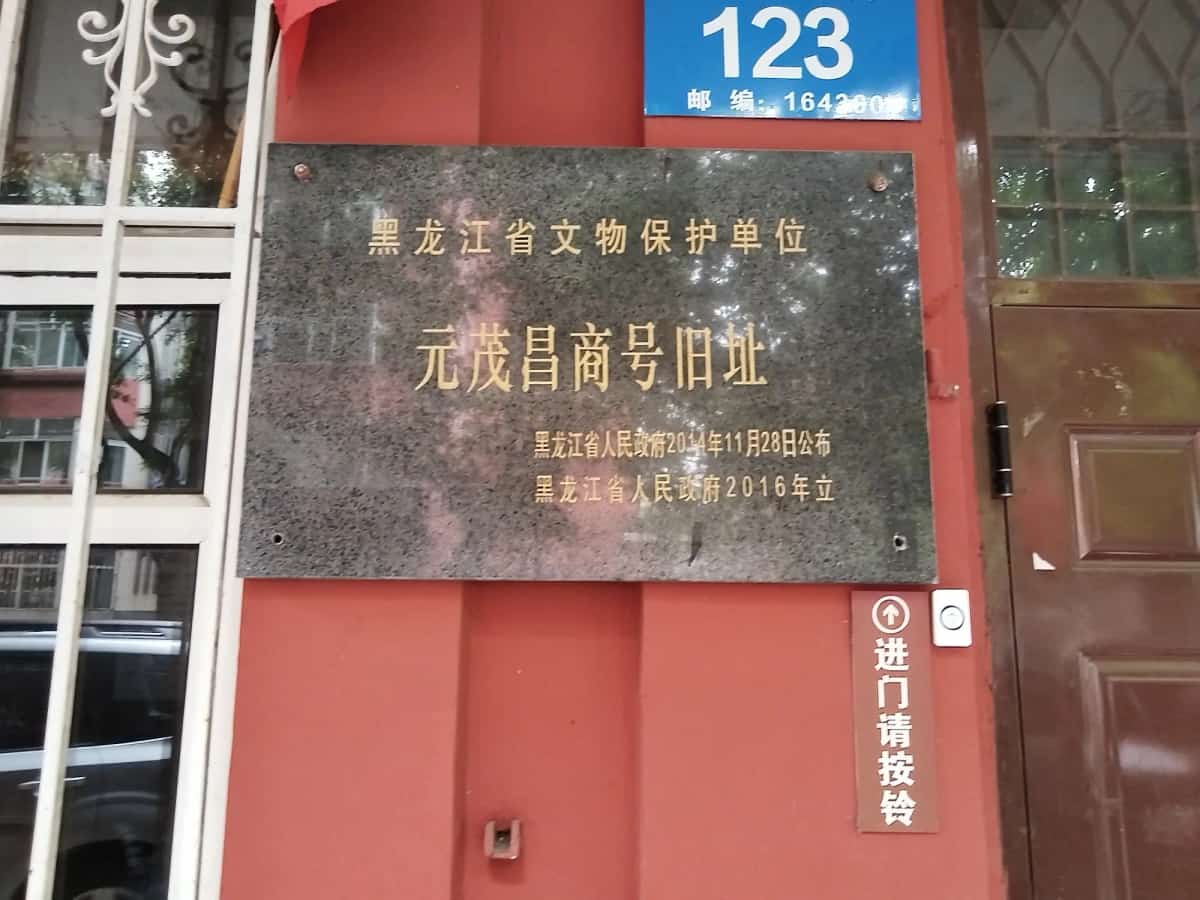 123
邮 编: 164300
黑龙江省文物保护单位
元茂昌商号旧址
黑龙江省人民政府2014年11月28日公布
黑龙江省人民政府2016年立
进门请按铃